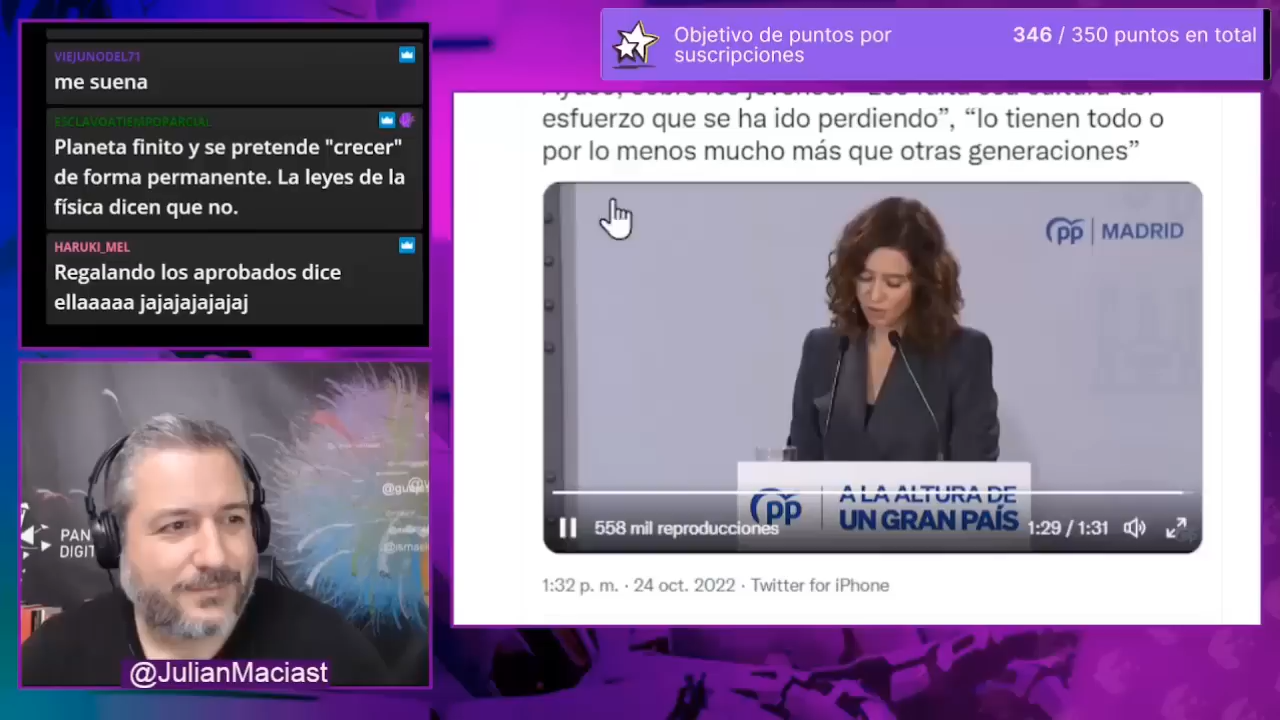 VIEJUNODEL71
me suena
ESCLAVOATIEMPOPARCIAL
Planeta finito y se pretende "crecer"
de forma permanente. La leyes de la
física dicen que no.
HARUKI_MEL
Regalando los aprobados dice
ellaaaaa jajajajajajaj
Objetivo de puntos por
suscripciones
346 / 350 puntos en total
esfuerzo que se ha ido perdiendo”, “lo tienen todo o
por lo menos mucho más que otras generaciones”
pp MADRID
pp A LA ALTURA DE
UN GRAN PAÍS
558 mil reproducciones
1:29 / 1:31
1:32 p. m. · 24 oct. 2022 · Twitter for iPhone
PAN
DIGIT
@JulianMaciast